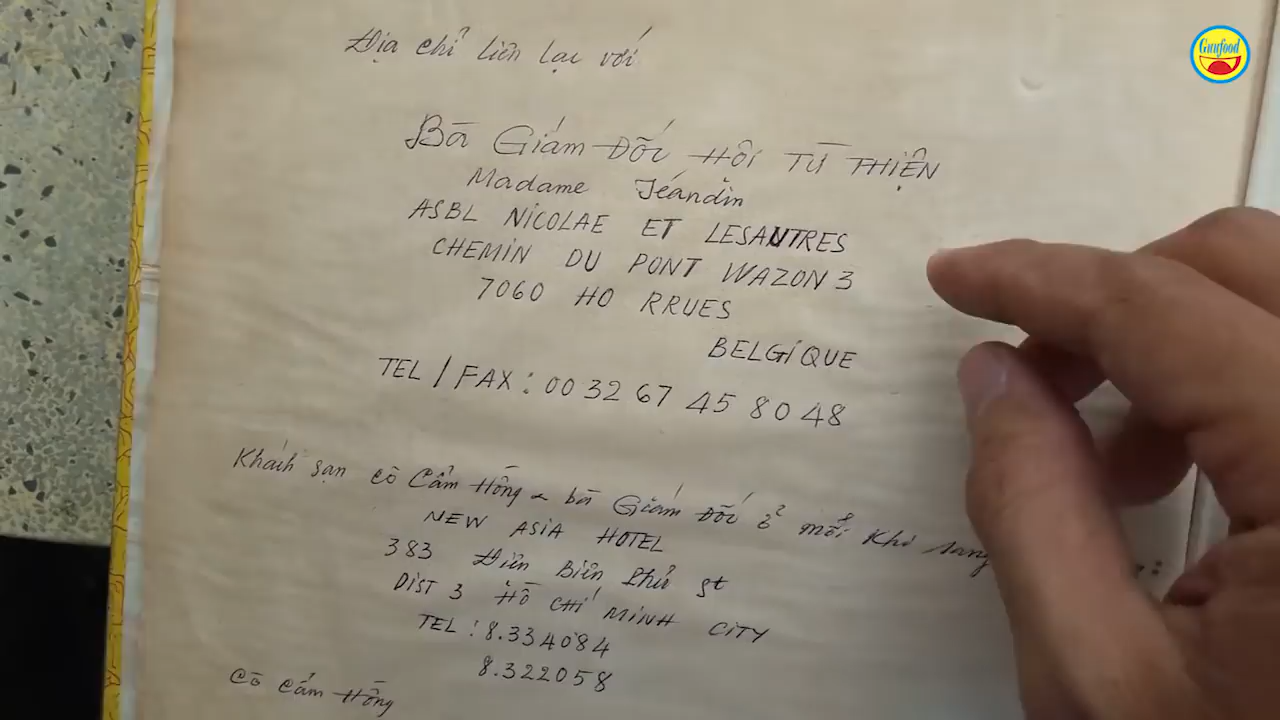 Gunfood
Địa chỉ liên lạc với
Bà Giám Đốc Hội TỪ THIỆN
Madame Jéandin
ASBL NICOLAE ET LESAUTRES
CHEMIN DU PONT WAZON 3
7060 HO RRUES
BELGIQUE
TEL / FAX : 00 32 67 45 80 48
Khách sạn cô Cẩm Hồng & bà Giám Đốc ở mỗi khi sang
NEW ASIA HOTEL
383 Điên Biên Phủ st
DIST 3 HỒ CHÍ MINH CITY
TEL : 8.334084
8.322058
Cô Cẩm Hồng